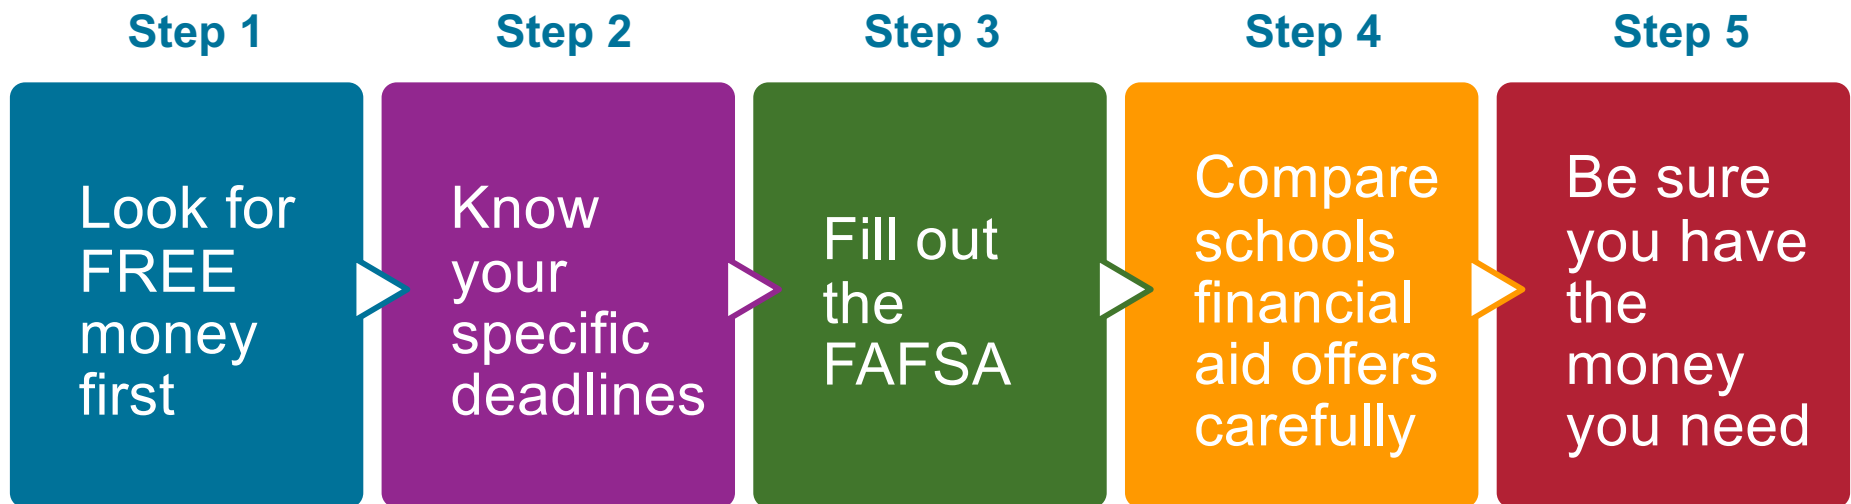 Step 1
Step 2
Step 3
Step 4
Step 5
Look for
FREE
money
first
Know
your
specific
deadlines
Fill out
the
FAFSA
Compare
schools
financial
aid offers
carefully
Be sure
you have
the
money
you need